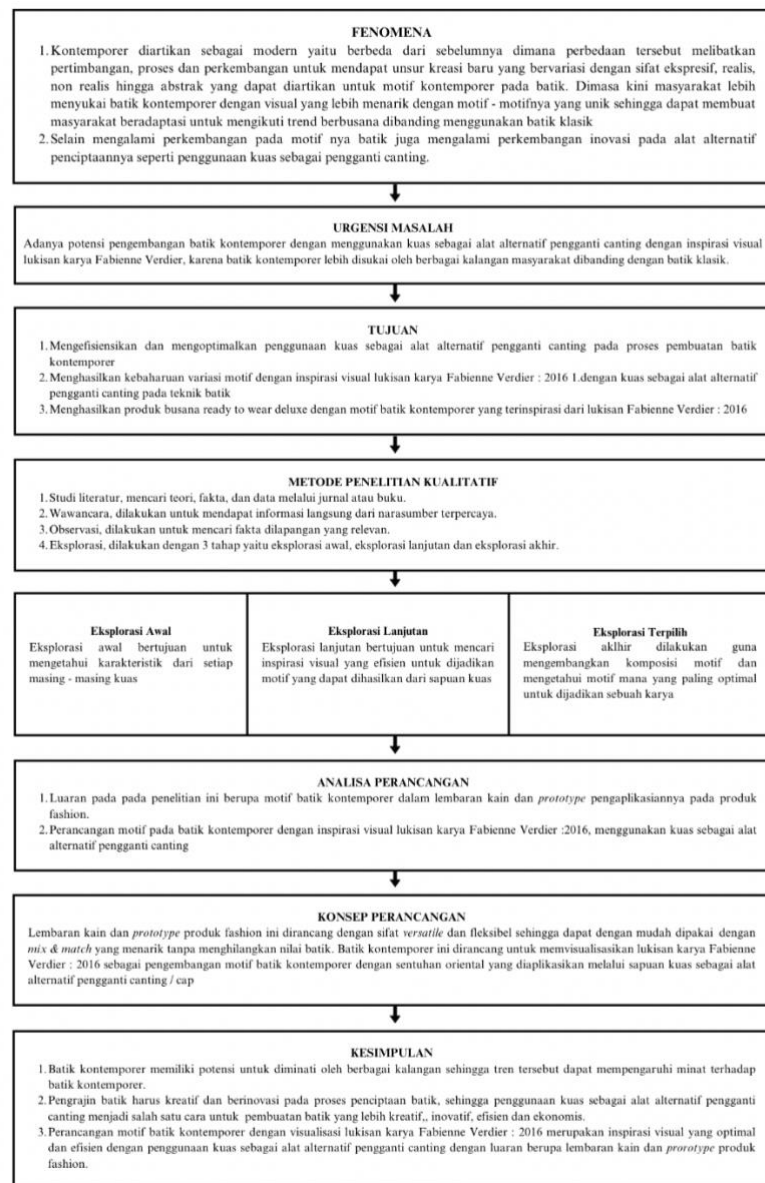 FENOMENA
1. Kontemporer diartikan sebagai modern yaitu berbeda dari sebelumnya dimana perbedaan tersebut melibatkan
pertimbangan, proses dan perkembangan untuk mendapat unsur kreasi baru yang bervariasi dengan sifat ekspresif, realis,
non realis hingga abstrak yang dapat diartikan untuk motif kontemporer pada batik. Dimasa kini masyarakat lebih
menyukai batik kontemporer dengan visual yang lebih menarik dengan motif - motifnya yang unik sehingga dapat membuat
masyarakat beradaptasi untuk mengikuti trend berbusana dibanding menggunakan batik klasik
2. Selain mengalami perkembangan pada motif nya batik juga mengalami perkembangan inovasi pada alat alternatif
penciptaannya seperti penggunaan kuas sebagai pengganti canting.
URGENSI MASALAH
Adanya potensi pengembangan batik kontemporer dengan menggunakan kuas sebagai alat alternatif pengganti canting dengan inspirasi visual
lukisan karya Fabienne Verdier, karena batik kontemporer lebih disukai oleh berbagai kalangan masyarakat dibanding dengan batik klasik.
TUJUAN
1. Mengefisiensikan dan mengoptimalkan penggunaan kuas sebagai alat alternatif pengganti canting pada proses pembuatan batik
kontemporer
2. Menghasilkan kebaharuan variasi motif dengan inspirasi visual lukisan karya Fabienne Verdier : 2016 1.dengan kuas sebagai alat alternatif
pengganti canting pada teknik batik
3. Menghasilkan produk busana ready to wear deluxe dengan motif batik kontemporer yang terinspirasi dari lukisan Fabienne Verdier : 2016
METODE PENELITIAN KUALITATIF
1. Studi literatur, mencari teori, fakta, dan data melalui jurnal atau buku.
2. Wawancara, dilakukan untuk mendapat informasi langsung dari narasumber terpercaya.
3. Observasi, dilakukan untuk mencari fakta dilapangan yang relevan.
4. Eksplorasi, dilakukan dengan 3 tahap yaitu eksplorasi awal, eksplorasi lanjutan dan eksplorasi akhir.
Eksplorasi Awal
Eksplorasi awal bertujuan untuk
mengetahui karakteristik dari setiap
masing - masing kuas
Eksplorasi Lanjutan
Eksplorasi lanjutan bertujuan untuk mencari
inspirasi visual yang efisien untuk dijadikan
motif yang dapat dihasilkan dari sapuan kuas
Eksplorasi Terpilih
Eksplorasi aklhir dilakukan guna
mengembangkan komposisi motif dan
mengetahui motif mana yang paling optimal
untuk dijadikan sebuah karya
ANALISA PERANCANGAN
1. Luaran pada pada penelitian ini berupa motif batik kontemporer dalam lembaran kain dan prototype pengaplikasiannya pada produk
fashion.
2. Perancangan motif pada batik kontemporer dengan inspirasi visual lukisan karya Fabienne Verdier :2016, menggunakan kuas sebagai alat
alternatif pengganti canting
KONSEP PERANCANGAN
Lembaran kain dan prototype produk fashion ini dirancang dengan sifat versatile dan fleksibel sehingga dapat dengan mudah dipakai dengan
mix & match yang menarik tanpa menghilangkan nilai batik. Batik kontemporer ini dirancang untuk memvisualisasikan lukisan karya Fabienne
Verdier : 2016 sebagai pengembangan motif batik kontemporer dengan sentuhan oriental yang diaplikasikan melalui sapuan kuas sebagai alat
alternatif pengganti canting / cap
KESIMPULAN
1. Batik kontemporer memiliki potensi untuk diminati oleh berbagai kalangan sehingga tren tersebut dapat mempengaruhi minat terhadap
batik kontemporer.
2. Pengrajin batik harus kreatif dan berinovasi pada proses penciptaan batik, sehingga penggunaan kuas sebagai alat alternatif pengganti
canting menjadi salah satu cara untuk pembuatan batik yang lebih kreatif,, inovatif, efisien dan ekonomis.
3. Perancangan motif batik kontemporer dengan visualisasi lukisan karya Fabienne Verdier : 2016 merupakan inspirasi visual yang optimal
dan efisien dengan penggunaan kuas sebagai alat alternatif pengganti canting dengan luaran berupa lembaran kain dan prorotype produk
fashion.